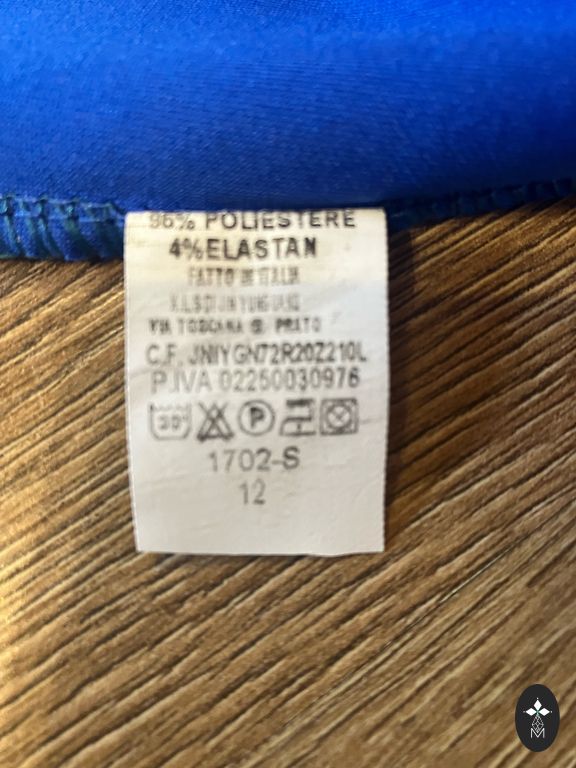 96% POLIESTERE
4%ELASTAN
FATTO IN ITALIA
VIA TOSCANA PRATO
C.F. JNIYGN72R20Z210L
P.IVA 02250030976
30°
P
1702-S
12
M